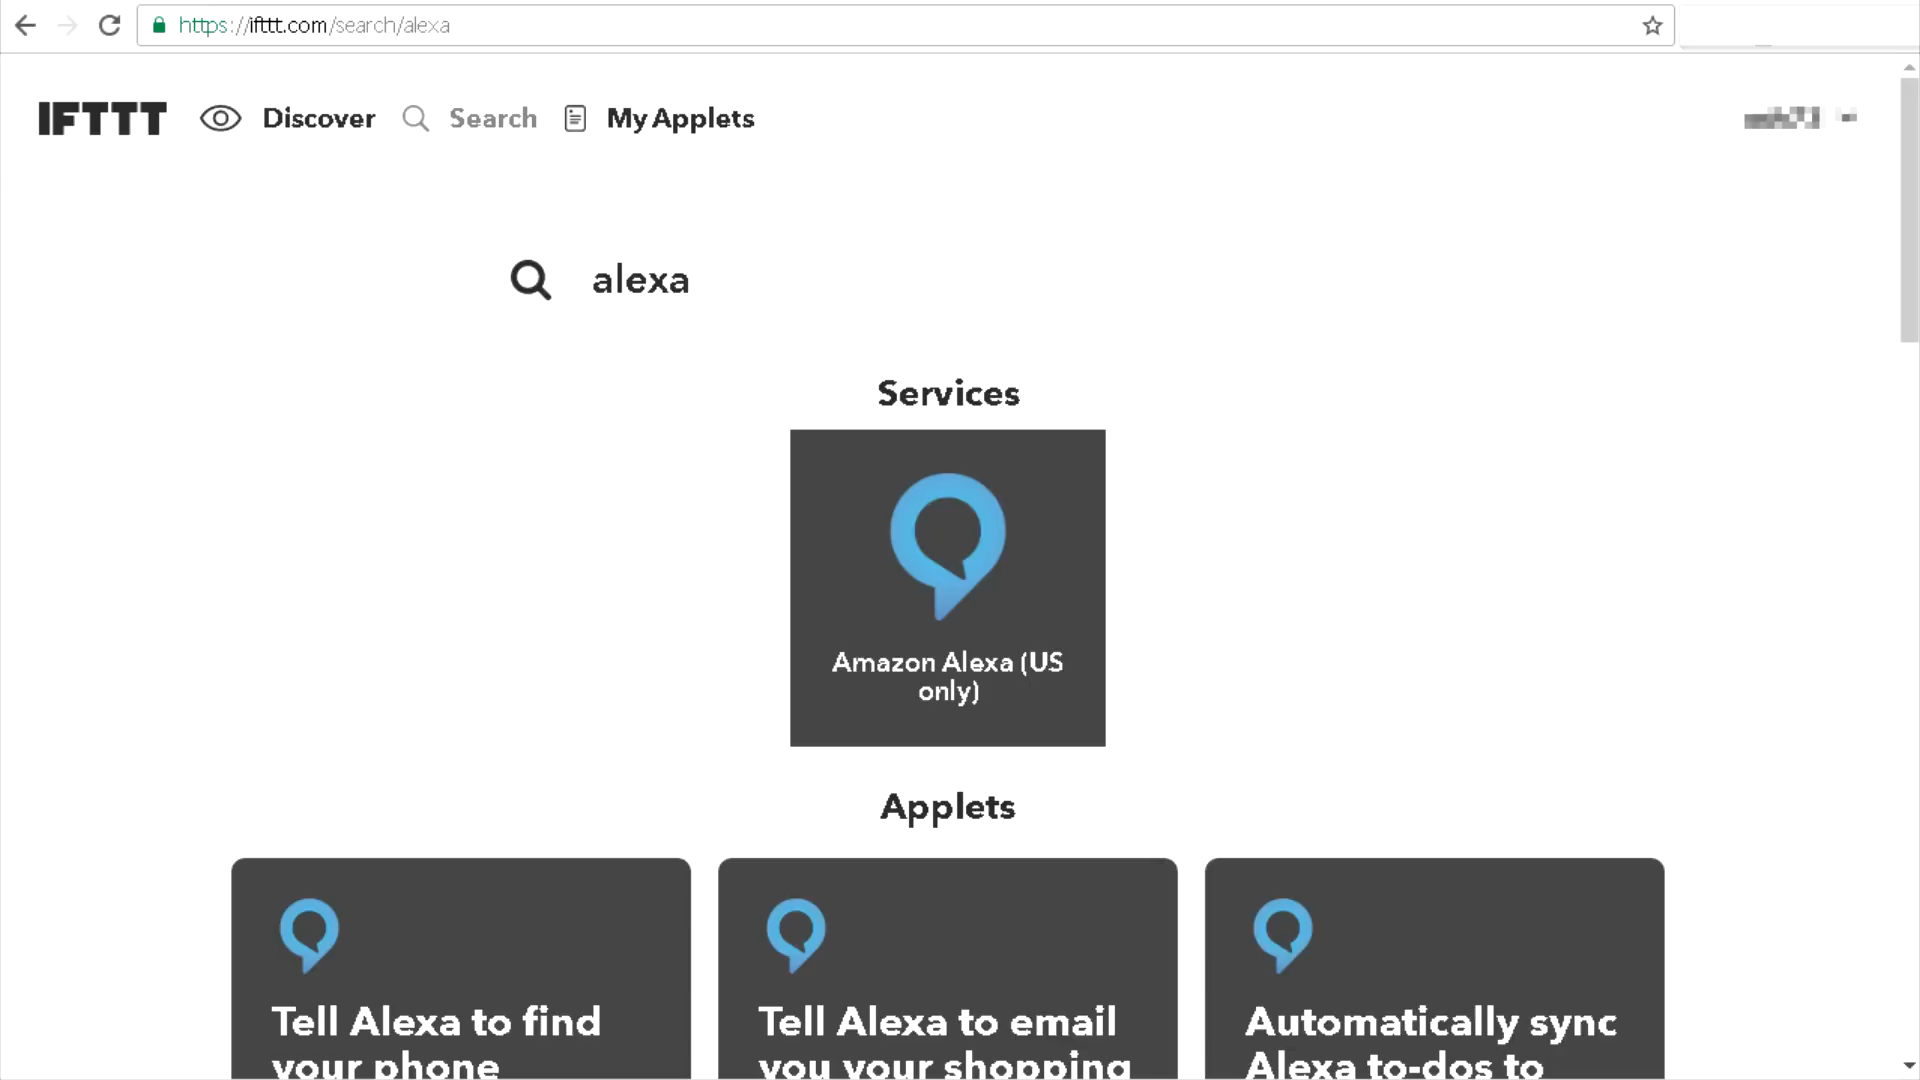 https://ifttt.com/search/alexa
IFTTT Discover Search My Applets
alexa
Services
Amazon Alexa (US
only)
Applets
Tell Alexa to find
your phone
Tell Alexa to email
you your shopping
Automatically sync
Alexa to-dos to